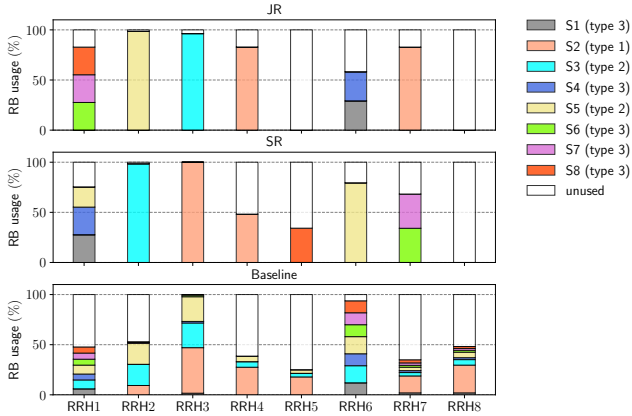 JR
100
50
0
RB usage (%)
SR
100
50
0
RB usage (%)
Baseline
100
50
0
RB usage (%)
RRH1 RRH2 RRH3 RRH4 RRH5 RRH6 RRH7 RRH8
S1 (type 3)
S2 (type 1)
S3 (type 2)
S4 (type 3)
S5 (type 2)
S6 (type 3)
S7 (type 3)
S8 (type 3)
unused